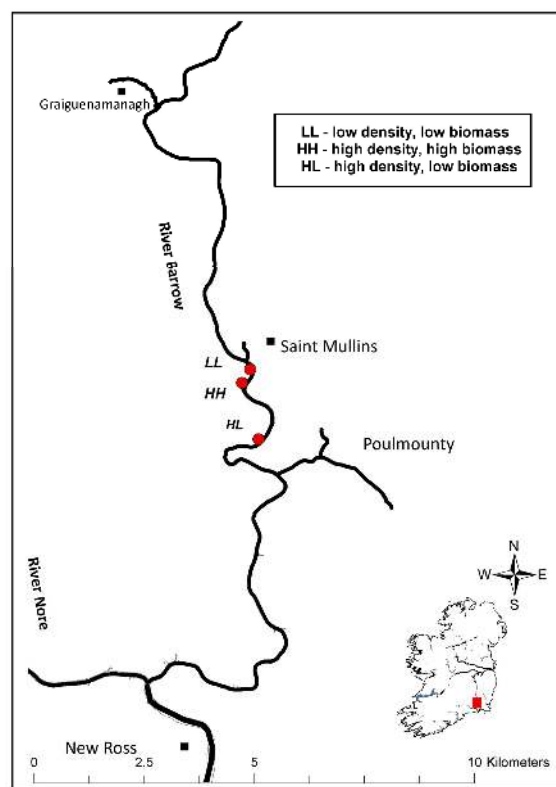 Graiguenamanagh
LL - low density, low biomass
HH - high density, high biomass
HL - high density, low biomass
River Barrow
Saint Mullins
LL
HH
HL
Poulmounty
N
W E
S
River Nore
New Ross
0 2.5 5 10 Kilometers